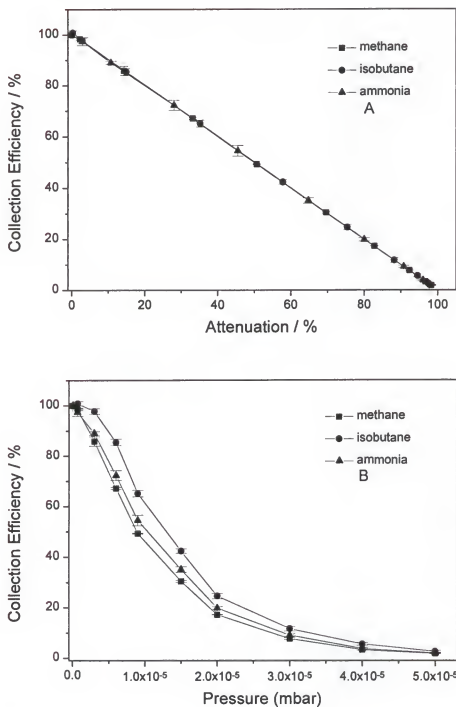 100
80
60
40
20
0
Collection Efficiency / %
methane
isobutane
ammonia
A
0 20 40 60 80 100
Attenuation / %
100
80
60
40
20
0
Collection Efficiency / %
methane
isobutane
ammonia
B
0.0 1.0x10-5 2.0x10-5 3.0x10-5 4.0x10-5 5.0x10-5
Pressure (mbar)